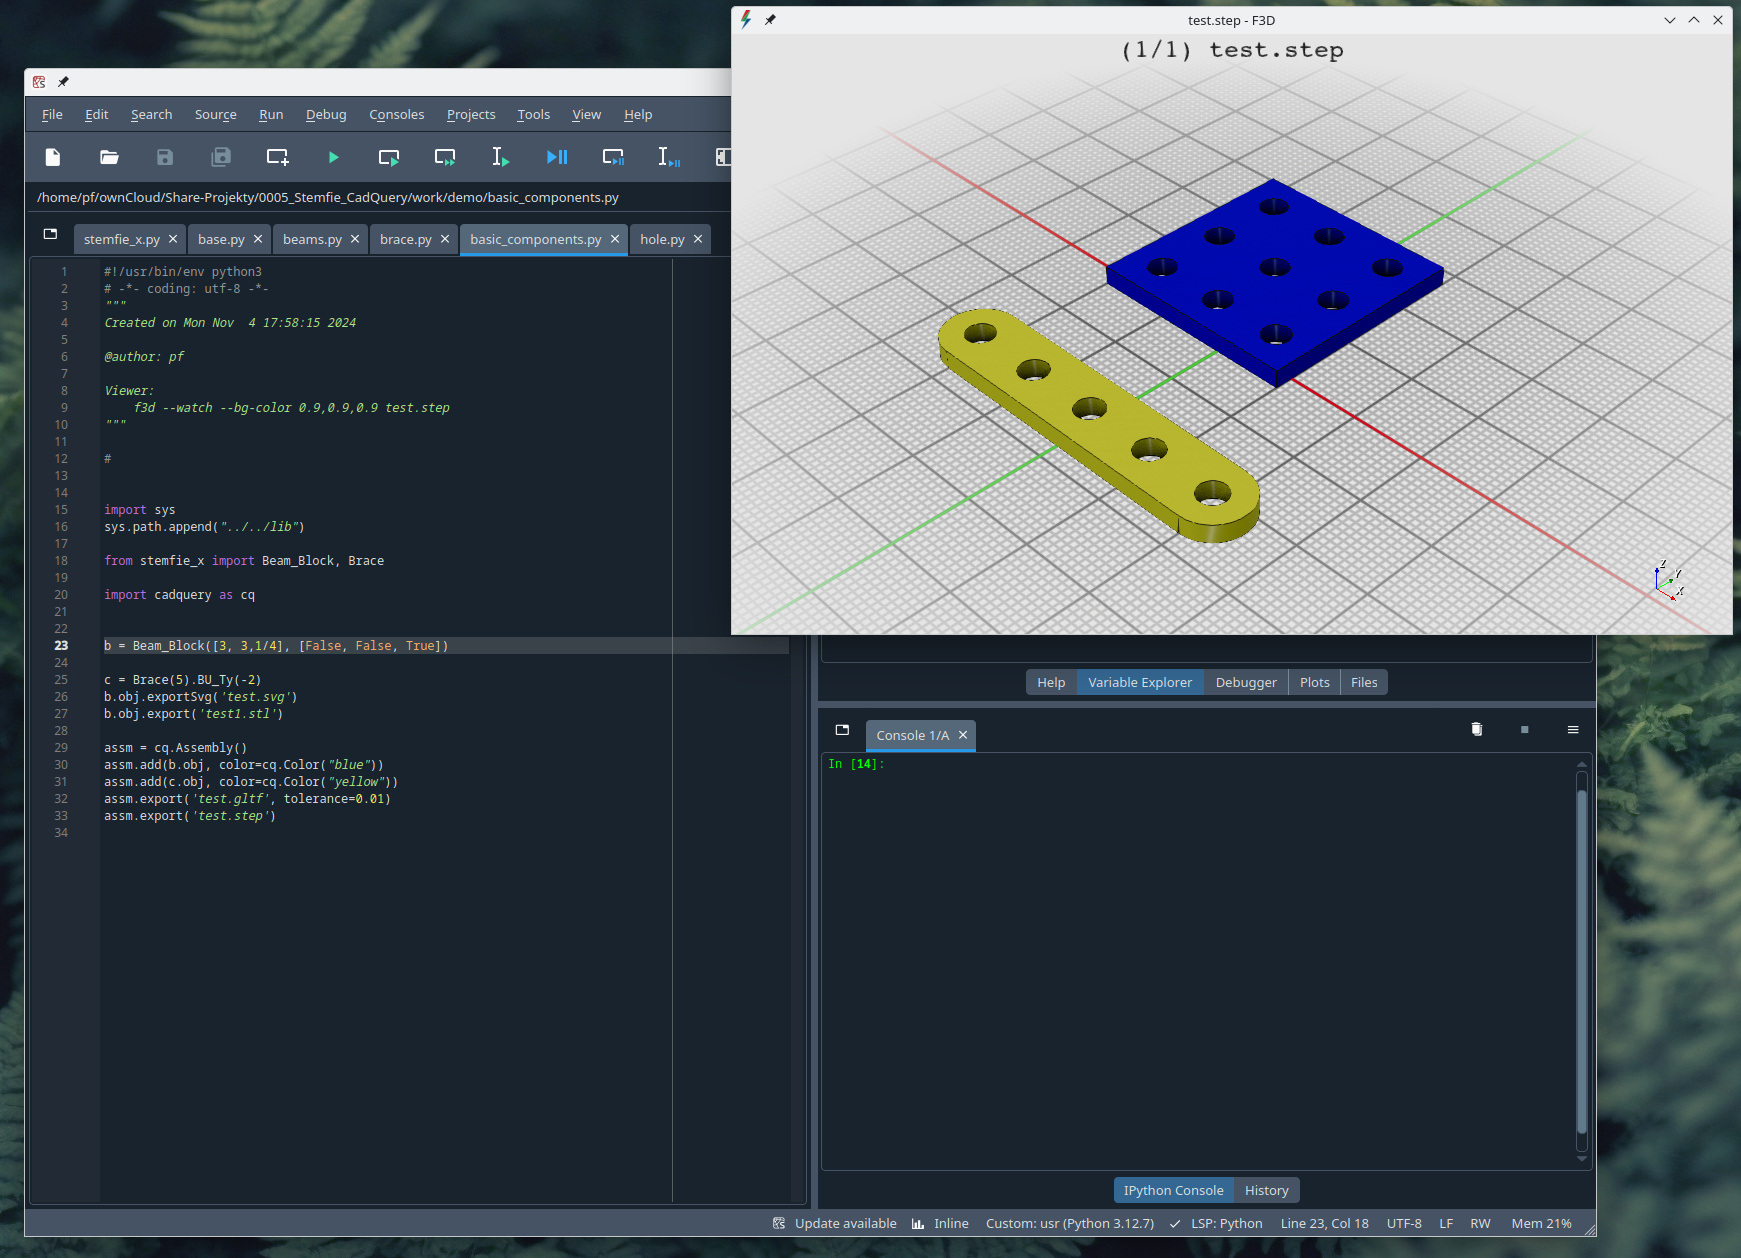 test.step - F3D
(1/1) test.step
Z
Y
X
File Edit Search Source Run Debug Consoles Projects Tools View Help
/home/pf/ownCloud/Share-Projekty/0005_Stemfie_CadQuery/work/demo/basic_components.py
stemfie_x.py base.py beams.py brace.py basic_components.py hole.py
1 #!/usr/bin/env python3
2 # -*- coding: utf-8 -*-
3 """
4 Created on Mon Nov  4 17:58:15 2024
5
6 @author: pf
7
8 Viewer:
9     f3d --watch --bg-color 0.9,0.9,0.9 test.step
10 """
11
12 #
13
14
15 import sys
16 sys.path.append("../../lib")
17
18 from stemfie_x import Beam_Block, Brace
19
20 import cadquery as cq
21
22
23 b = Beam_Block([3, 3,1/4], [False, False, True])
24
25 c = Brace(5).BU_Ty(-2)
26 b.obj.exportSvg('test.svg')
27 b.obj.export('test1.stl')
28
29 assm = cq.Assembly()
30 assm.add(b.obj, color=cq.Color("blue"))
31 assm.add(c.obj, color=cq.Color("yellow"))
32 assm.export('test.gltf', tolerance=0.01)
33 assm.export('test.step')
34
Help Variable Explorer Debugger Plots Files
Console 1/A
In [14]:
IPython Console History
Update available Inline Custom: usr (Python 3.12.7) LSP: Python Line 23, Col 18 UTF-8 LF RW Mem 21%